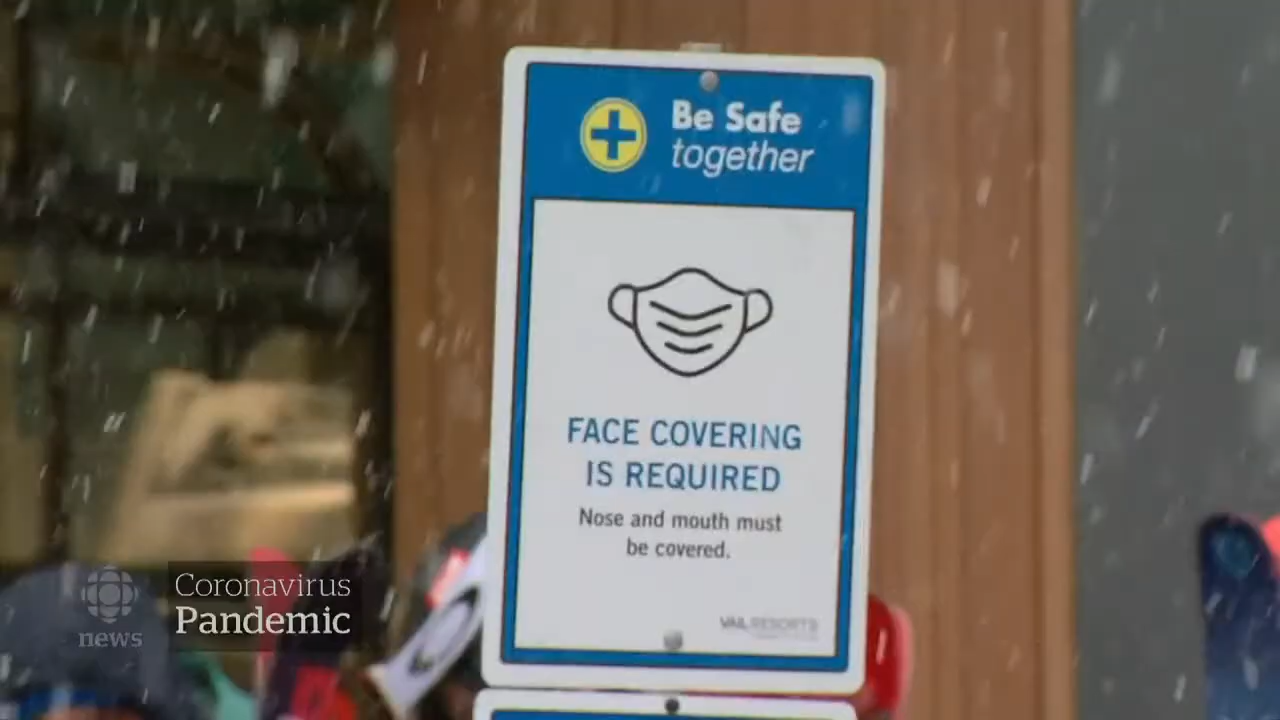 Be Safe
together
FACE COVERING
IS REQUIRED
Nose and mouth must
be covered.
VAIL RESORTS
Coronavirus
Pandemic
news